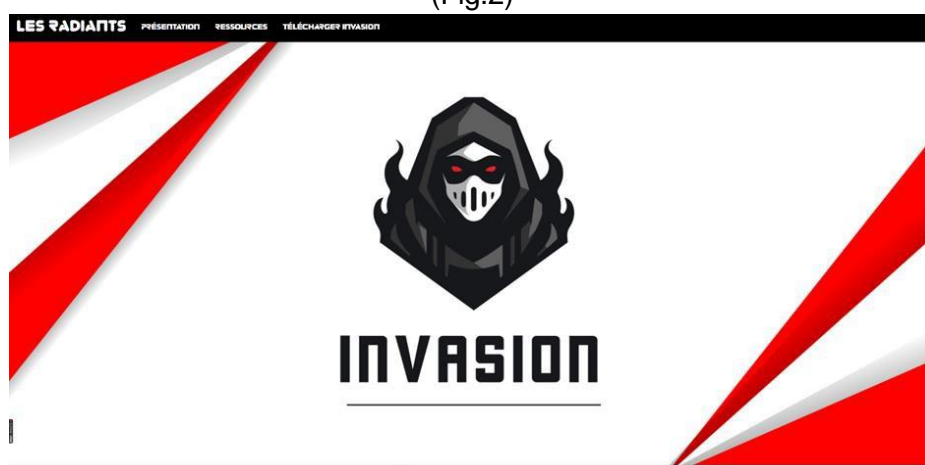 (Fig.2)
LES RADIANTS PRÉSENTATION RESSOURCES TÉLÉCHARGER INVASION
INVASION